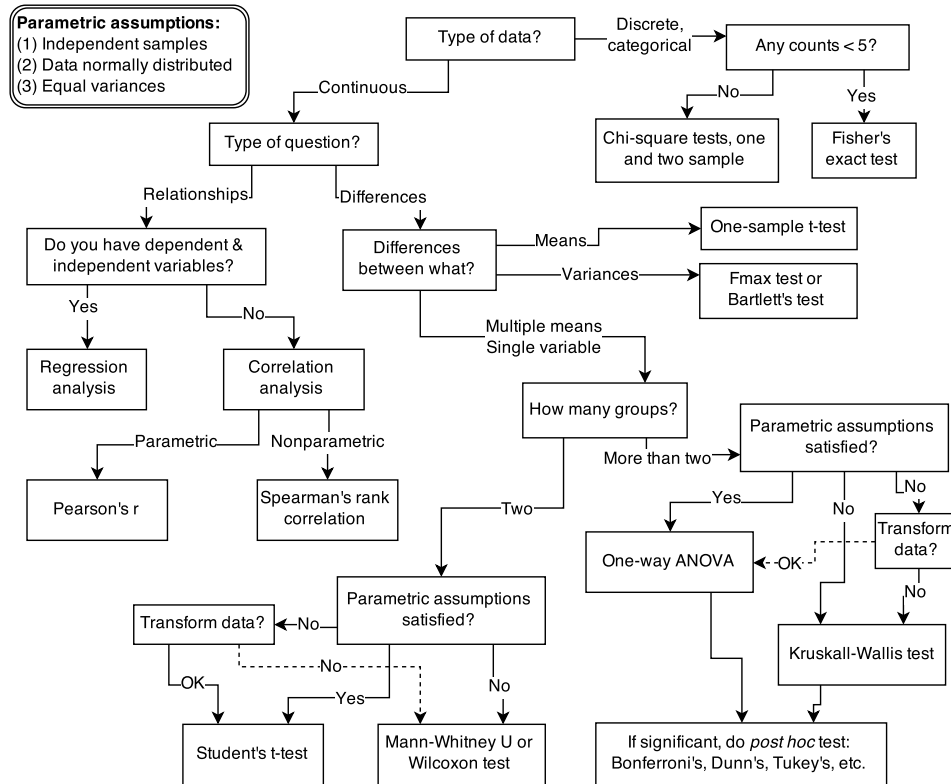 Parametric assumptions:
(1) Independent samples
(2) Data normally distributed
(3) Equal variances
Type of data?
Discrete,
categorical
Any counts < 5?
Continuous
No
Yes
Type of question?
Chi-square tests, one
and two sample
Fisher's
exact test
Relationships
Differences
Do you have dependent &
independent variables?
Differences
between what?
Means
One-sample t-test
Variances
Fmax test or
Bartlett's test
Yes
No
Multiple means
Single variable
Regression
analysis
Correlation
analysis
How many groups?
Parametric assumptions
satisfied?
Parametric
Nonparametric
More than two
Pearson's r
Spearman's rank
correlation
Two
Yes
No
No
Transform
data?
One-way ANOVA
OK
No
Parametric assumptions
satisfied?
Transform data?
No
Kruskall-Wallis test
No
OK
Yes
No
Student's t-test
Mann-Whitney U or
Wilcoxon test
If significant, do post hoc test:
Bonferroni's, Dunn's, Tukey's, etc.